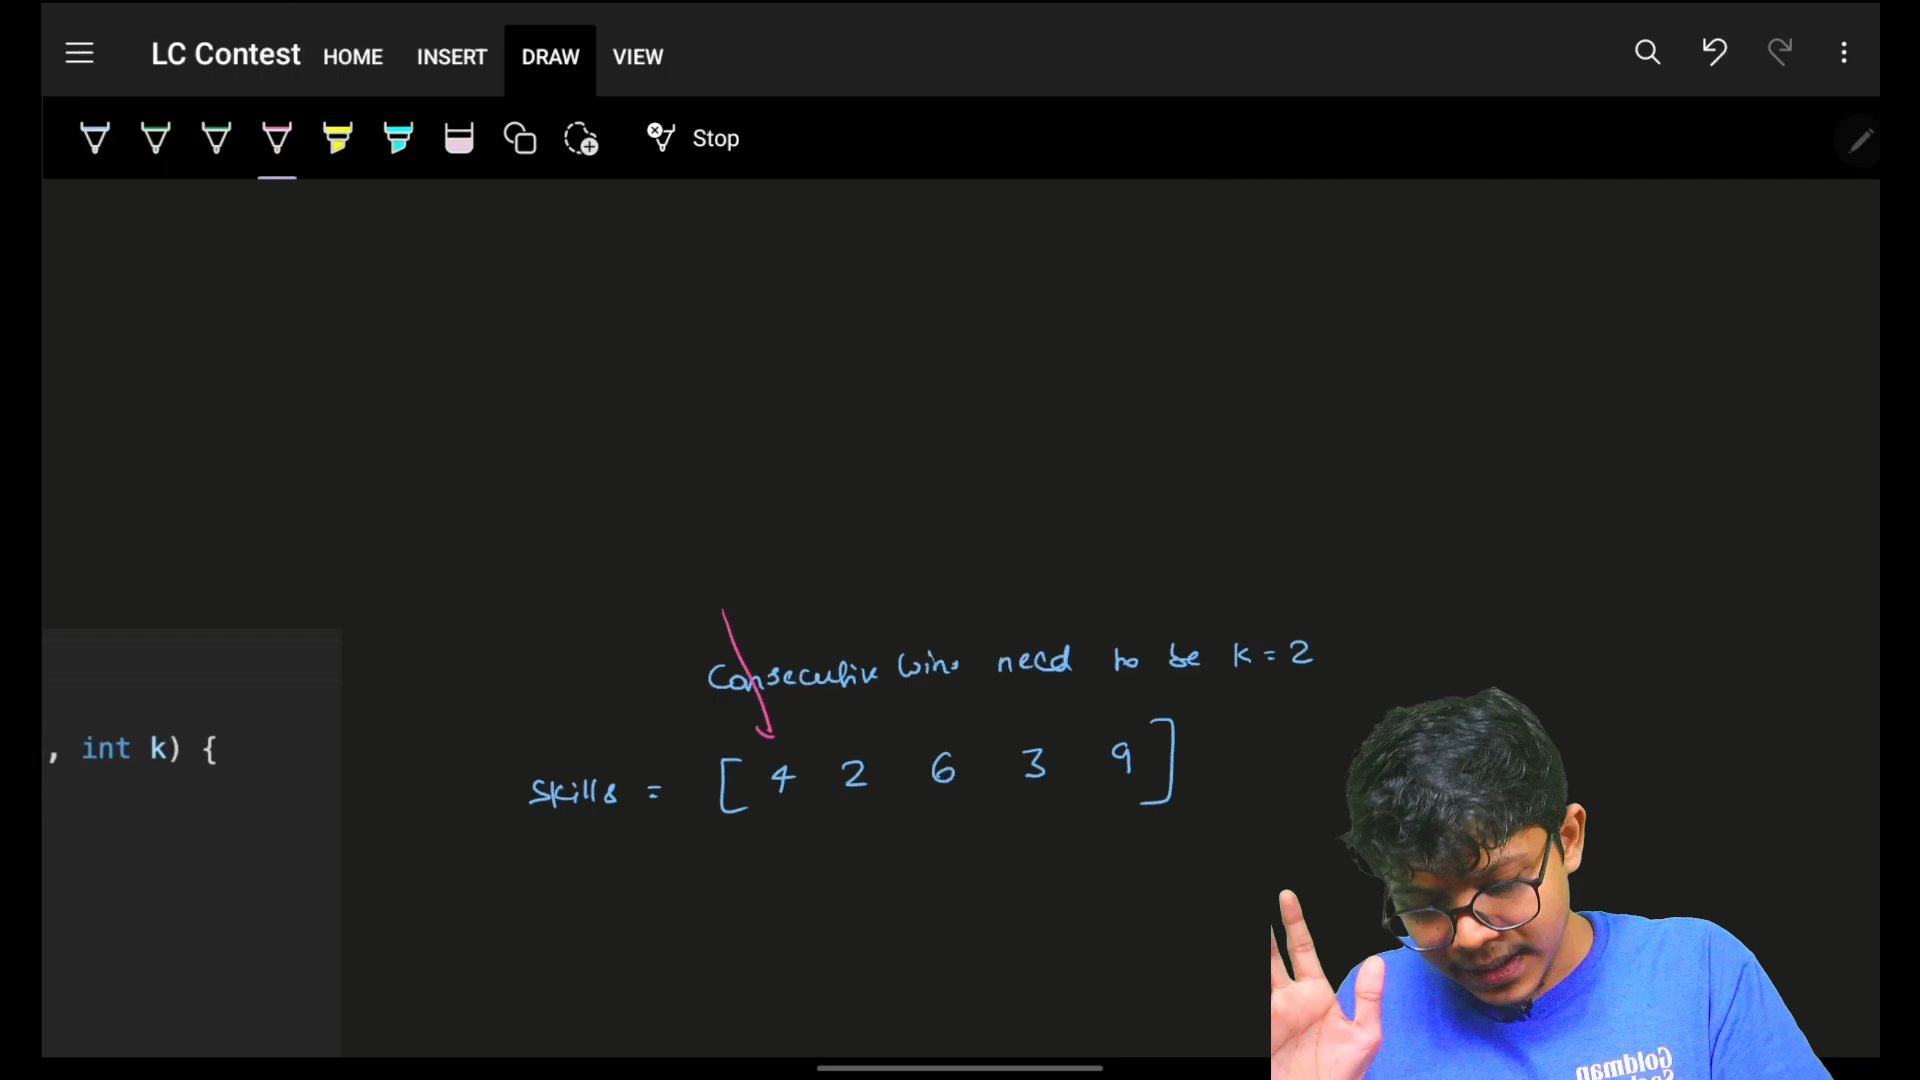 LC Contest HOME INSERT DRAW VIEW
Stop
Consecutive wins need to be k = 2
, int k) {
skills = [ 4 2 6 3 9 ]
Goldman